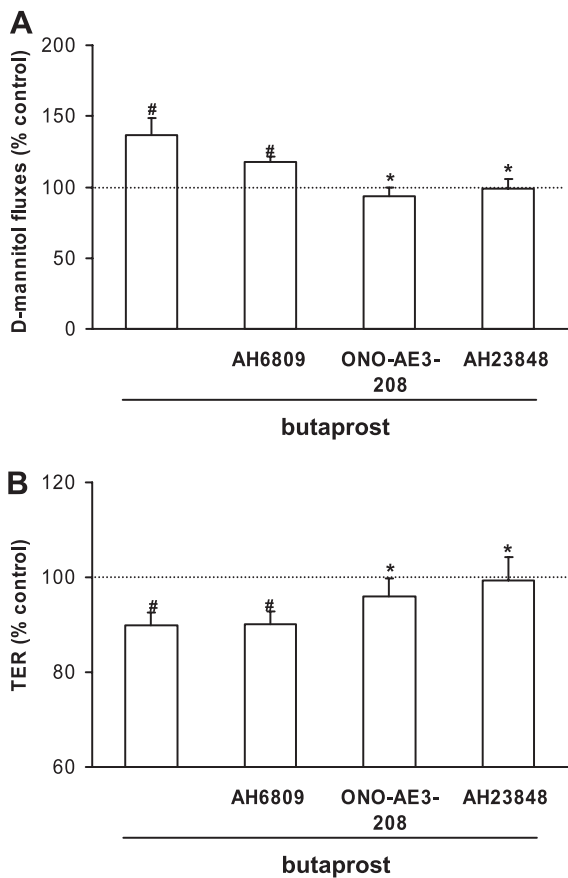 A
D-mannitol fluxes (% control)
200
150
100
50
0
#
#
*
*
AH6809
ONO-AE3-
208
AH23848
butaprost
B
TER (% control)
120
100
80
60
#
#
*
*
AH6809
ONO-AE3-
208
AH23848
butaprost